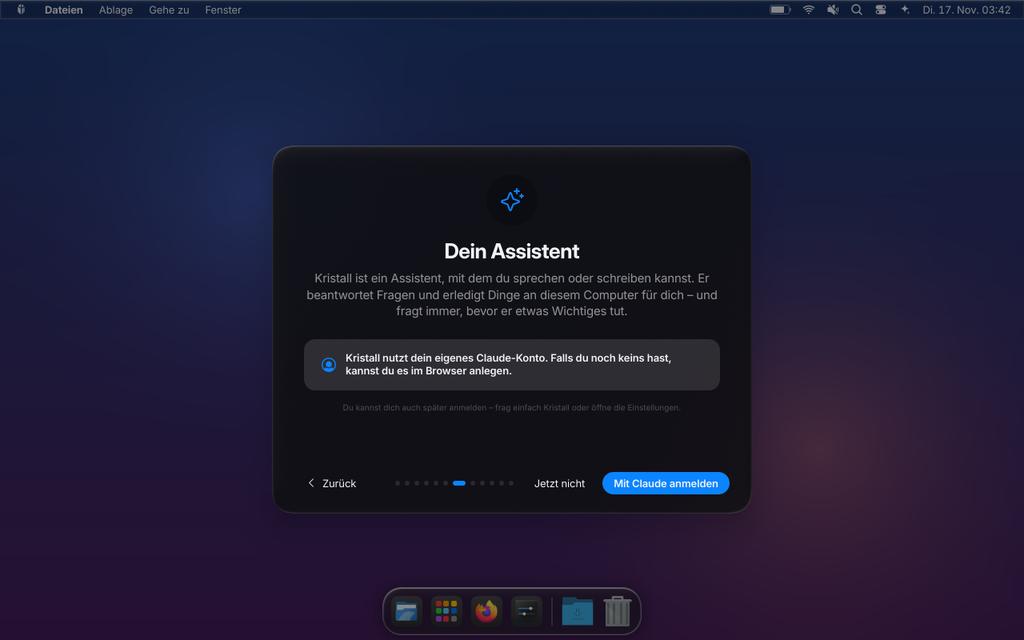 Dateien Ablage Gehe zu Fenster Di. 17. Nov. 03:42
Dein Assistent
Kristall ist ein Assistent, mit dem du sprechen oder schreiben kannst. Er
beantwortet Fragen und erledigt Dinge an diesem Computer für dich – und
fragt immer, bevor er etwas Wichtiges tut.
Kristall nutzt dein eigenes Claude-Konto. Falls du noch keins hast,
kannst du es im Browser anlegen.
Du kannst dich auch später anmelden – frag einfach Kristall oder öffne die Einstellungen.
Zurück Jetzt nicht Mit Claude anmelden